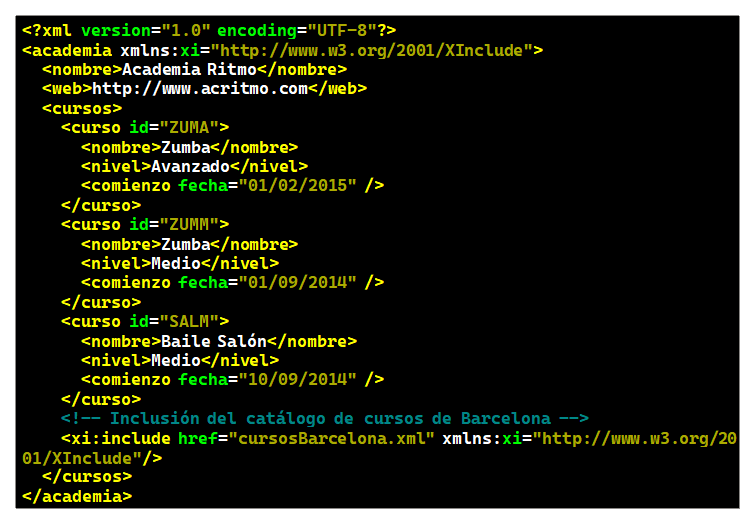 <?xml version="1.0" encoding="UTF-8"?>
<academia xmlns:xi="http://www.w3.org/2001/XInclude">
  <nombre>Academia Ritmo</nombre>
  <web>http://www.acritmo.com</web>
  <cursos>
    <curso id="ZUMA">
      <nombre>Zumba</nombre>
      <nivel>Avanzado</nivel>
      <comienzo fecha="01/02/2015" />
    </curso>
    <curso id="ZUMM">
      <nombre>Zumba</nombre>
      <nivel>Medio</nivel>
      <comienzo fecha="01/09/2014" />
    </curso>
    <curso id="SALM">
      <nombre>Baile Salón</nombre>
      <nivel>Medio</nivel>
      <comienzo fecha="10/09/2014" />
    </curso>
    <!-- Inclusión del catálogo de cursos de Barcelona -->
    <xi:include href="cursosBarcelona.xml" xmlns:xi="http://www.w3.org/20
01/XInclude"/>
  </cursos>
</academia>